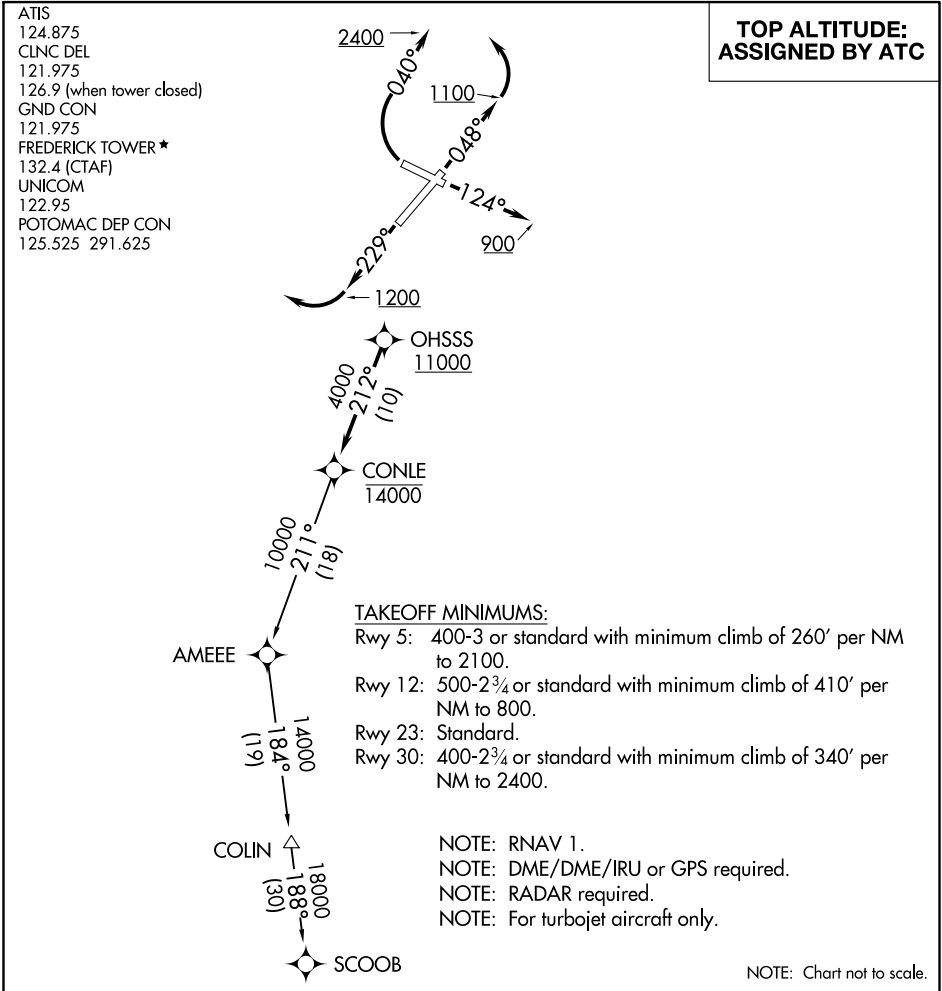 ATIS
124.875
CLNC DEL
121.975
126.9 (when tower closed)
GND CON
121.975
FREDERICK TOWER ★
132.4 (CTAF)
UNICOM
122.95
POTOMAC DEP CON
125.525 291.625
TOP ALTITUDE:
ASSIGNED BY ATC
2400
040°
1100
048°
124°
900
229°
1200
OHSSS
11000
4000
212°
(10)
CONLE
14000
10000
211°
(18)
AMEEE
14000
184°
(19)
COLIN
18000
188°
(30)
SCOOB
TAKEOFF MINIMUMS:
Rwy 5: 400-3 or standard with minimum climb of 260' per NM
to 2100.
Rwy 12: 500-2¾ or standard with minimum climb of 410' per
NM to 800.
Rwy 23: Standard.
Rwy 30: 400-2¾ or standard with minimum climb of 340' per
NM to 2400.
NOTE: RNAV 1.
NOTE: DME/DME/IRU or GPS required.
NOTE: RADAR required.
NOTE: For turbojet aircraft only.
NOTE: Chart not to scale.